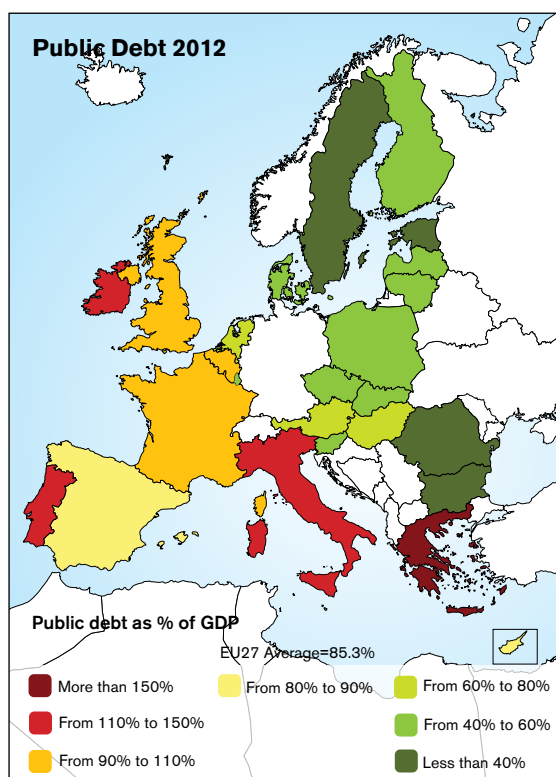 Public Debt 2012
Public debt as % of GDP
EU27 Average=85.3%
More than 150%
From 110% to 150%
From 90% to 110%
From 80% to 90%
From 60% to 80%
From 40% to 60%
Less than 40%